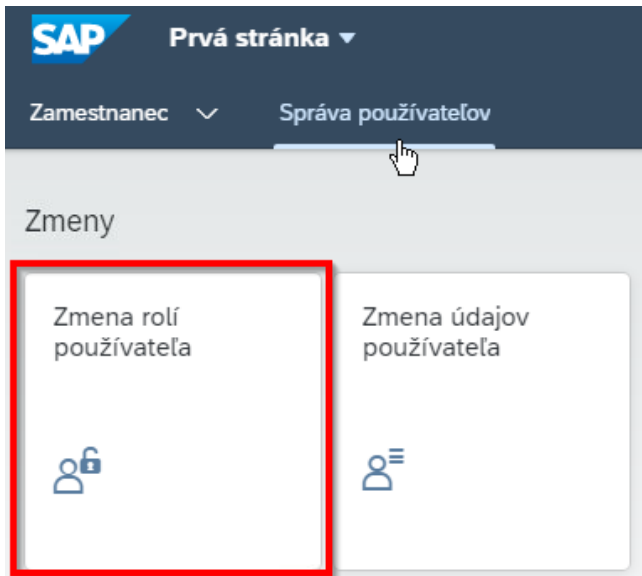 SAP
Prvá stránka
Zamestnanec
Správa používateľov
Zmeny
Zmena rolí
používateľa
Zmena údajov
používateľa